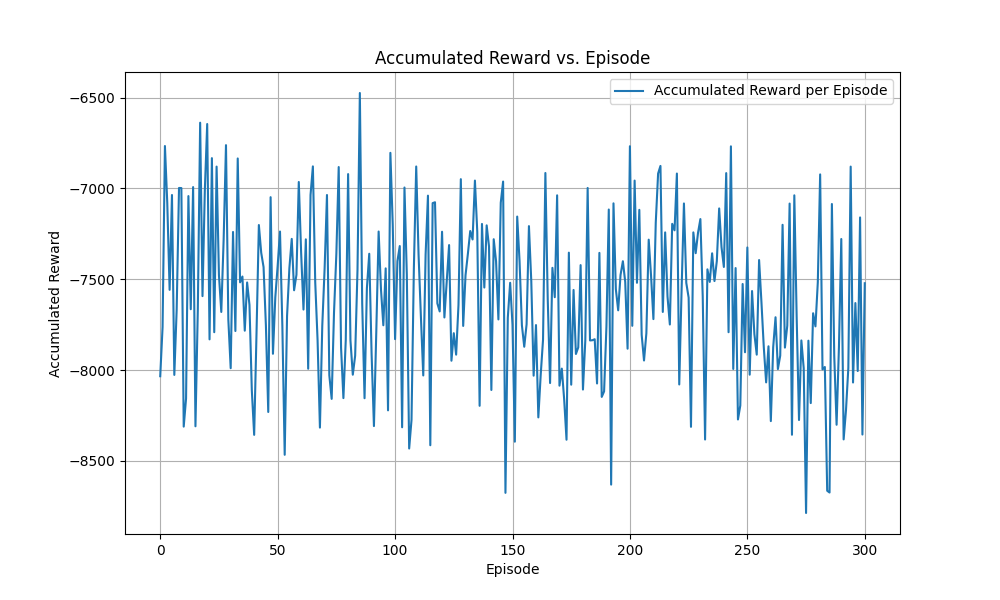 Accumulated Reward vs. Episode
Accumulated Reward per Episode
Accumulated Reward
−6500
−7000
−7500
−8000
−8500
0 50 100 150 200 250 300
Episode